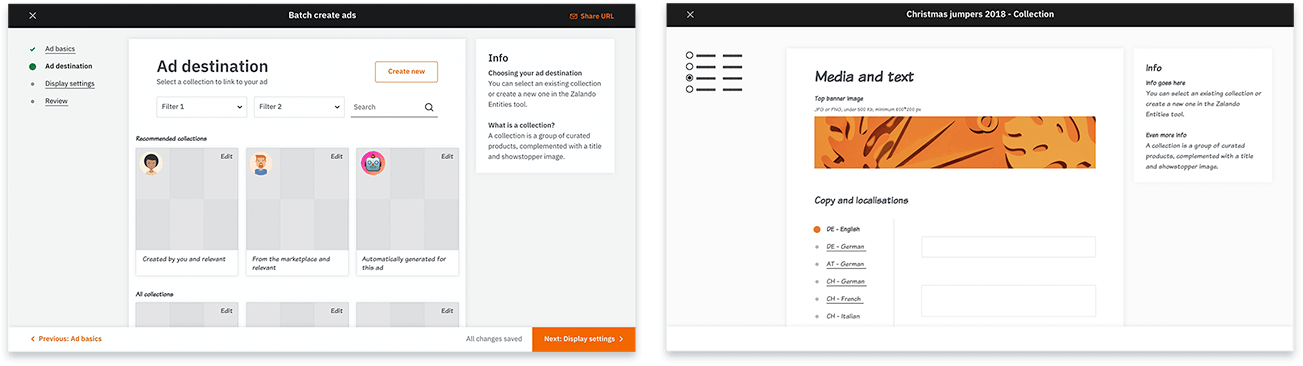 Batch create ads
Share URL
Ad basics
Ad destination
Display settings
Review
Ad destination
Select a collection to link to your ad
Create new
Filter 1
Filter 2
Search
Recommended collections
Edit
Edit
Edit
Created by you and relevant
From the marketplace and
relevant
Automatically generated for
this ad
All collections
Edit
Edit
Edit
Info
Choosing your ad destination
You can select an existing collection
or create a new one in the Zalando
Entities tool.
What is a collection?
A collection is a group of curated
products, complemented with a title
and showstopper image.
Previous: Ad basics
All changes saved
Next: Display settings
Christmas jumpers 2018 - Collection
Media and text
Top banner image
JPG or PNG, under 500 Kb, minimum 600*200 px
Copy and localisations
DE - English
DE - German
AT - German
CH - German
CH - French
CH - Italian
Info
Info goes here
You can select an existing collection or
create a new one in the Zalando
Entities tool.
Even more info
A collection is a group of curated
products, complemented with a title
and showstopper image.